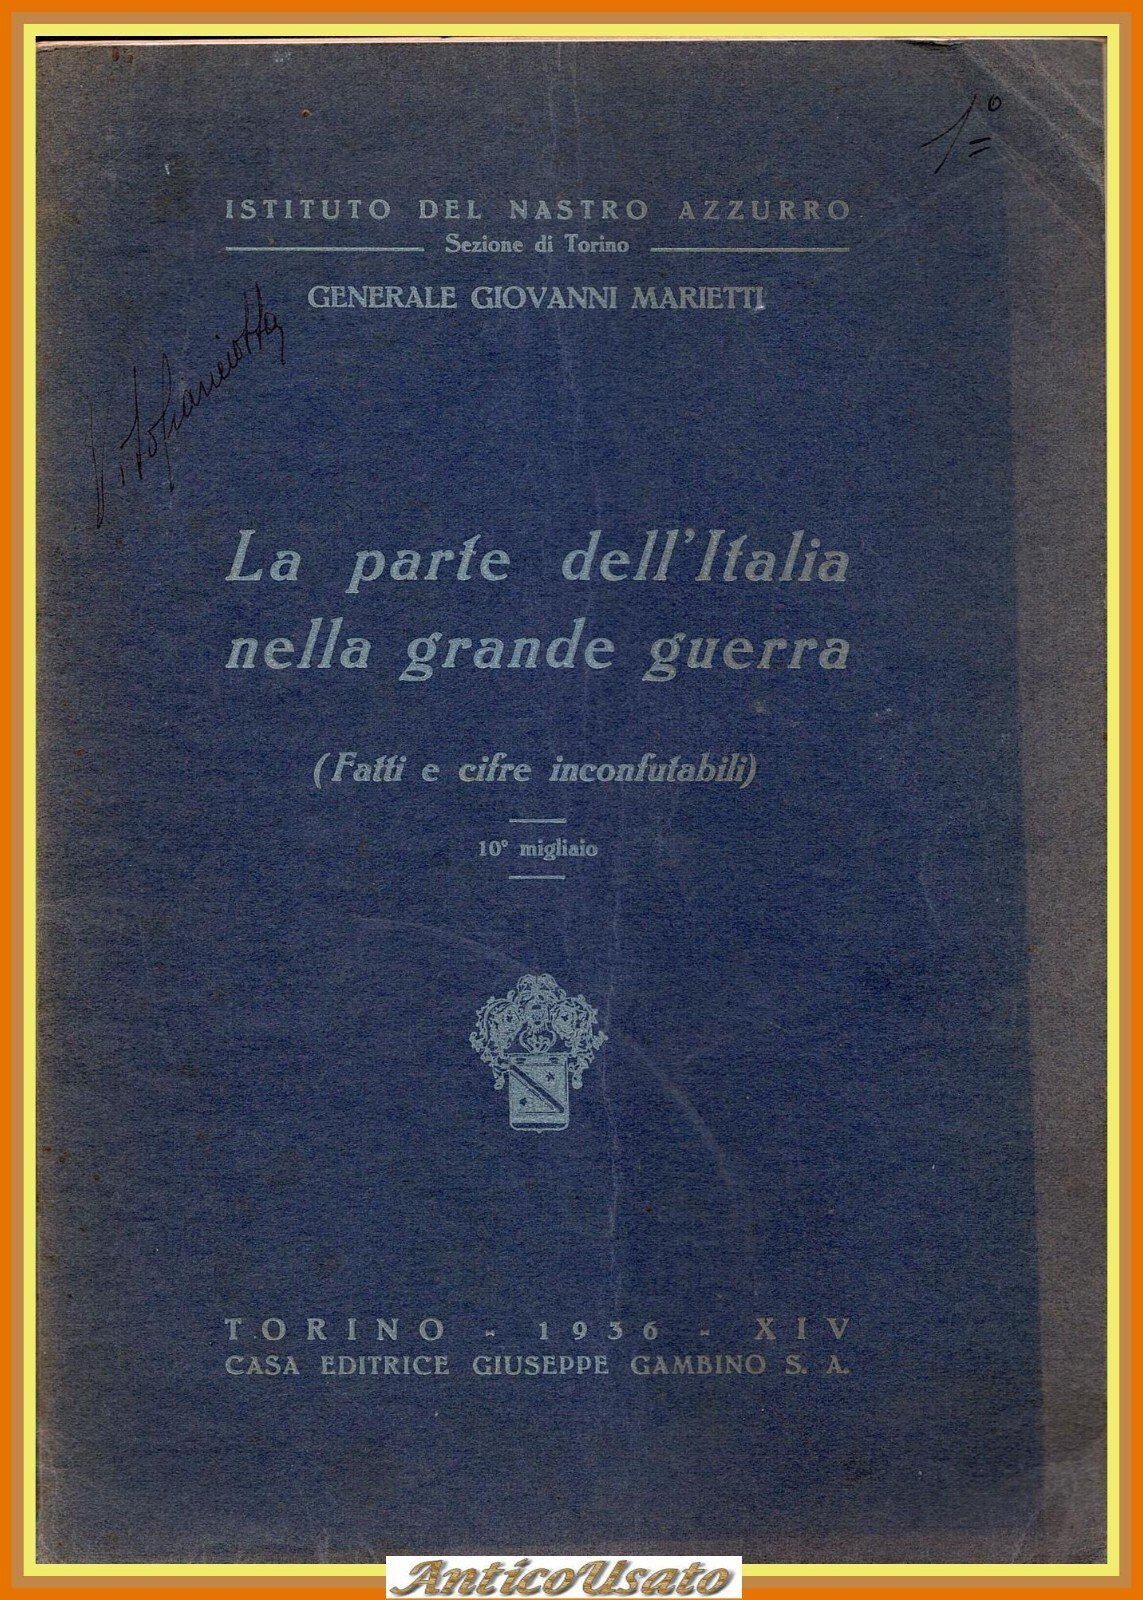 1º
ISTITUTO DEL NASTRO AZZURRO
Sezione di Torino
GENERALE GIOVANNI MARIETTI
La parte dell'Italia
nella grande guerra
(Fatti e cifre inconfutabili)
10° migliaio
TORINO - 1936 - XIV
CASA EDITRICE GIUSEPPE GAMBINO S. A.
AnticoUsato